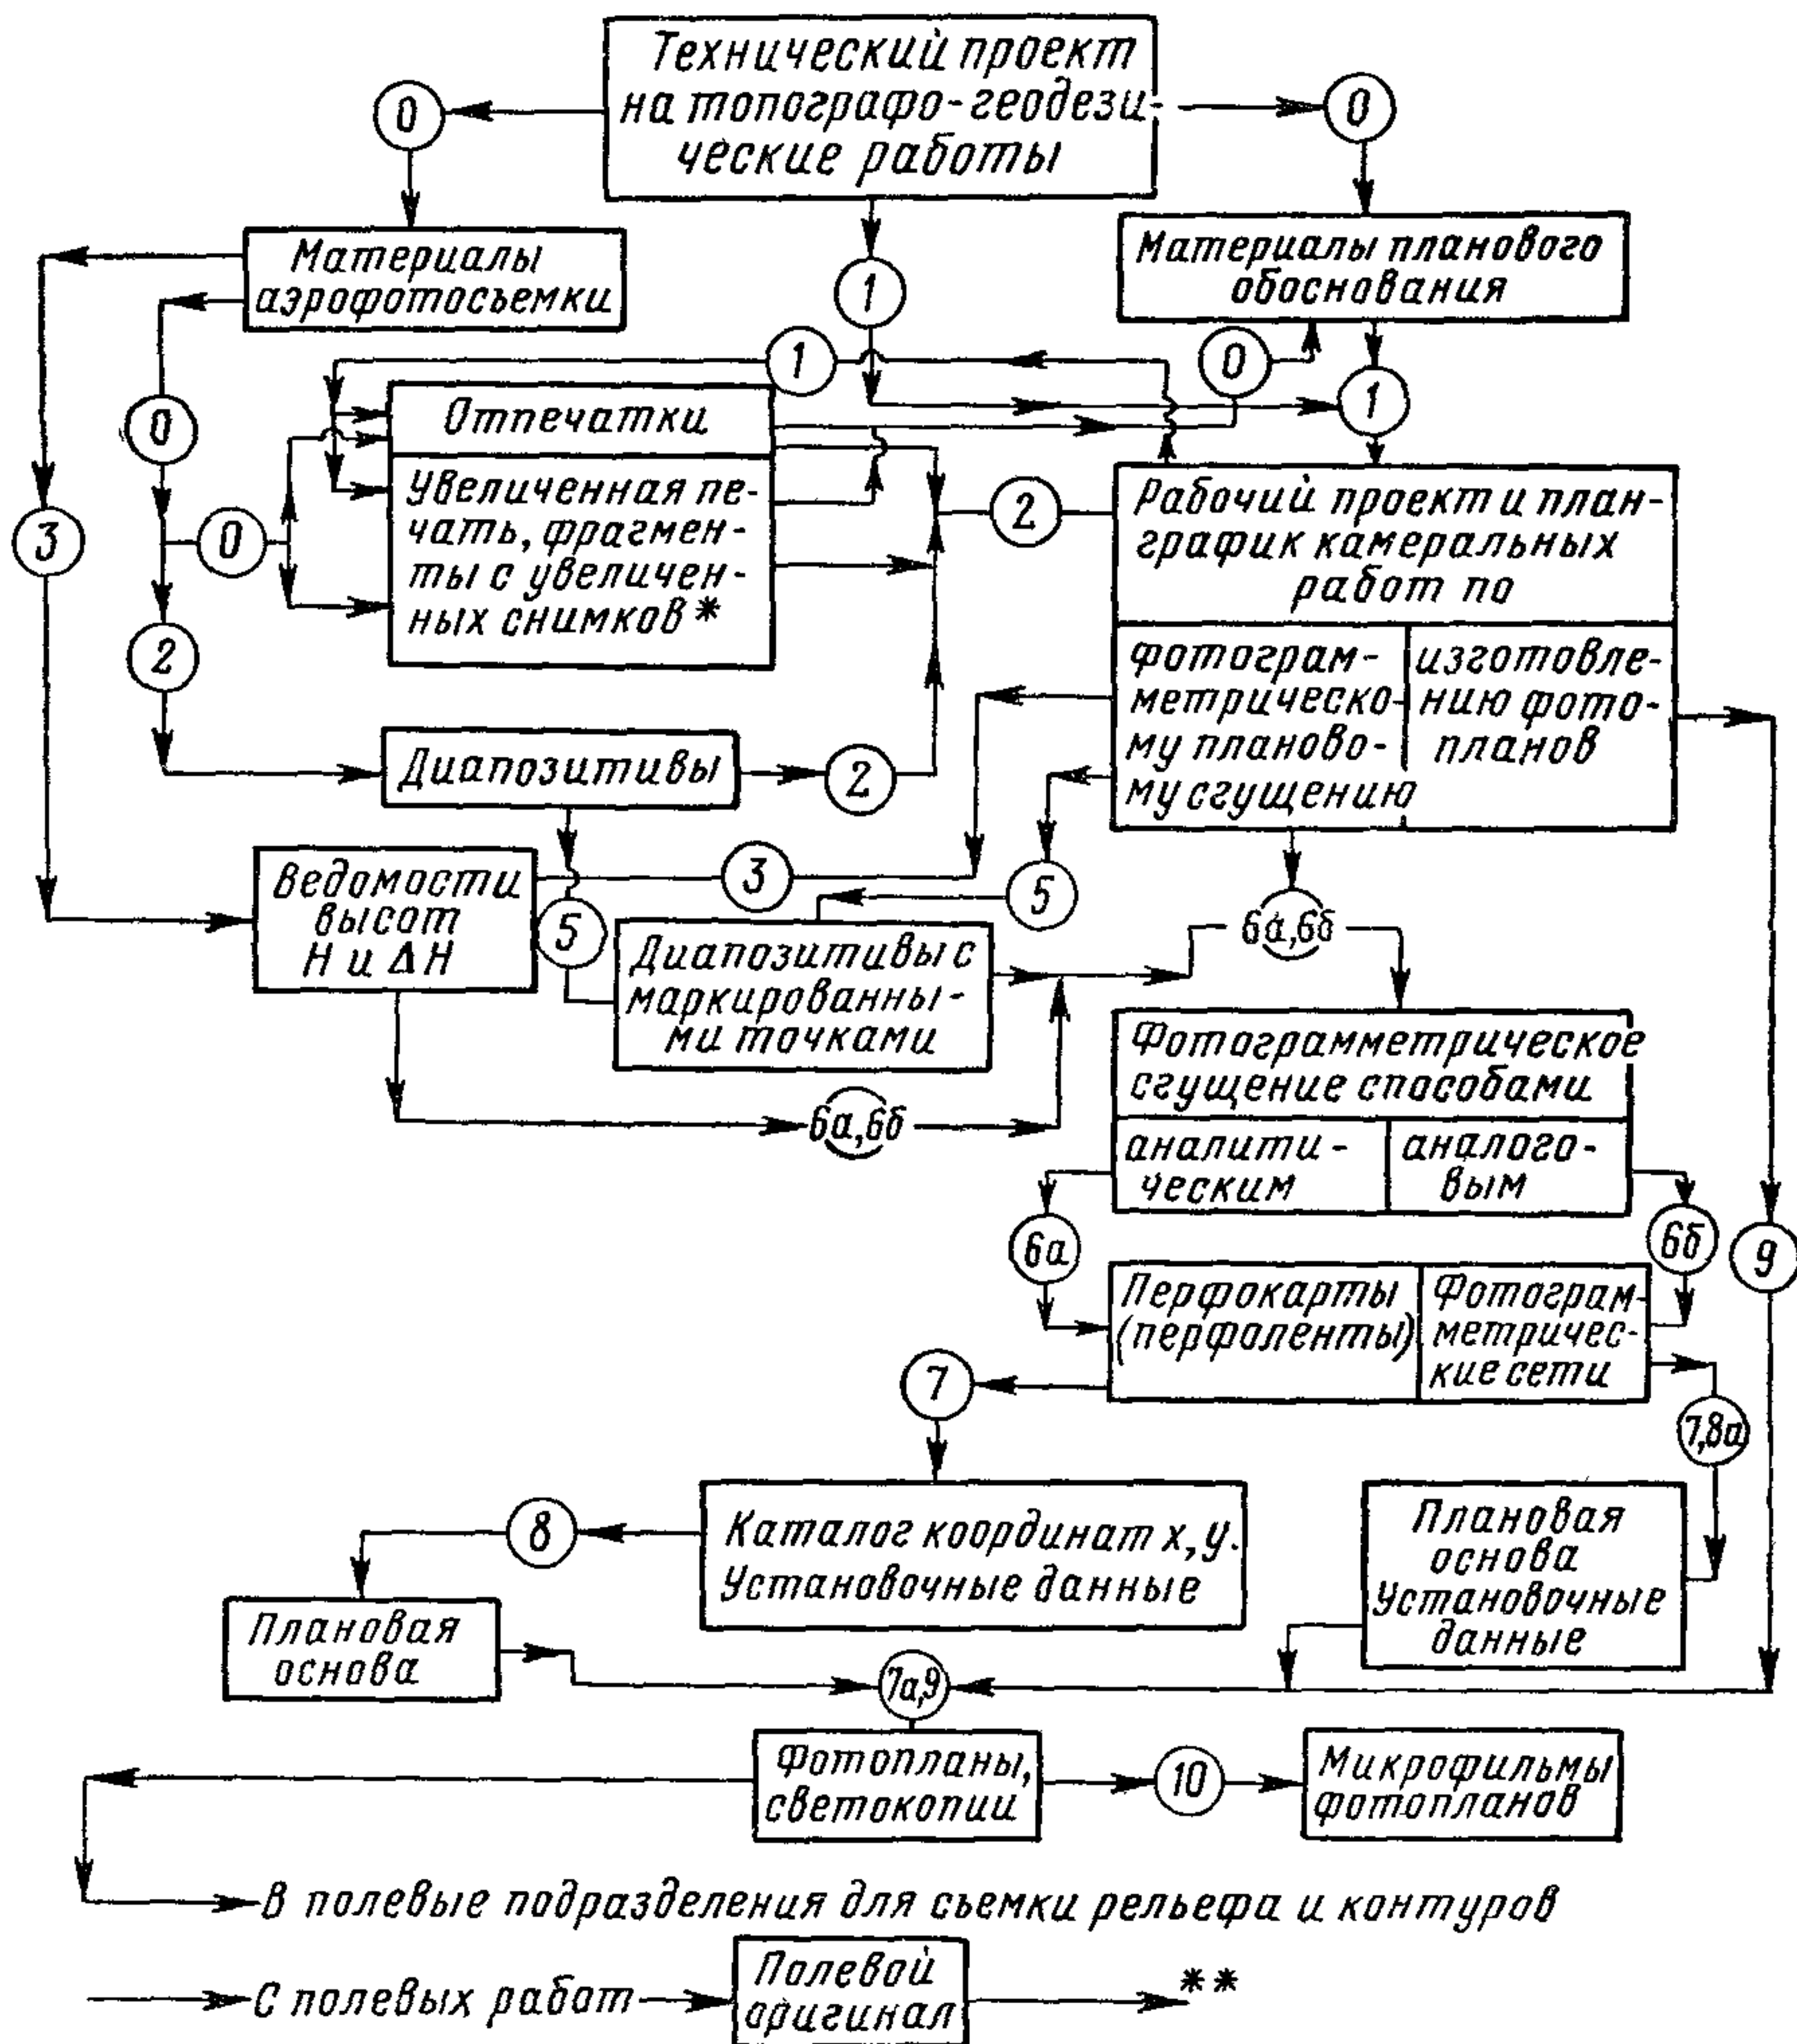 Технический проект
на топографо-геодези-
ческие работы
0
0
Материалы
аэрофотосъемки
1
Материалы планового
обоснования
1
0
1
0
Отпечатки
Увеличенная пе-
чать, фрагмен-
ты с увеличен-
ных снимков*
3
0
2
2
Рабочий проект и план-
график камеральных
работ по
фотограм-
метрическо-
му планово-
му сгущению
изготовле-
нию фото-
планов
Диапозитивы
2
Ведомости
высот
Н и ΔН
3
5
5
Диапозитивы с
маркированны-
ми точками
6а,6б
6а,6б
Фотограмметрическое
сгущение способами
аналити-
ческим
аналого-
вым
6а
6б
9
Перфокарты
(перфоленты)
Фотограм-
метричес-
кие сети
7
7,8а
Каталог координат х,у.
Установочные данные
8
Плановая
основа
Установочные
данные
Плановая
основа
7а,9
Фотопланы,
светокопии
10
Микрофильмы
фотопланов
В полевые подразделения для съемки рельефа и контуров
С полевых работ
Полевой
оригинал
**